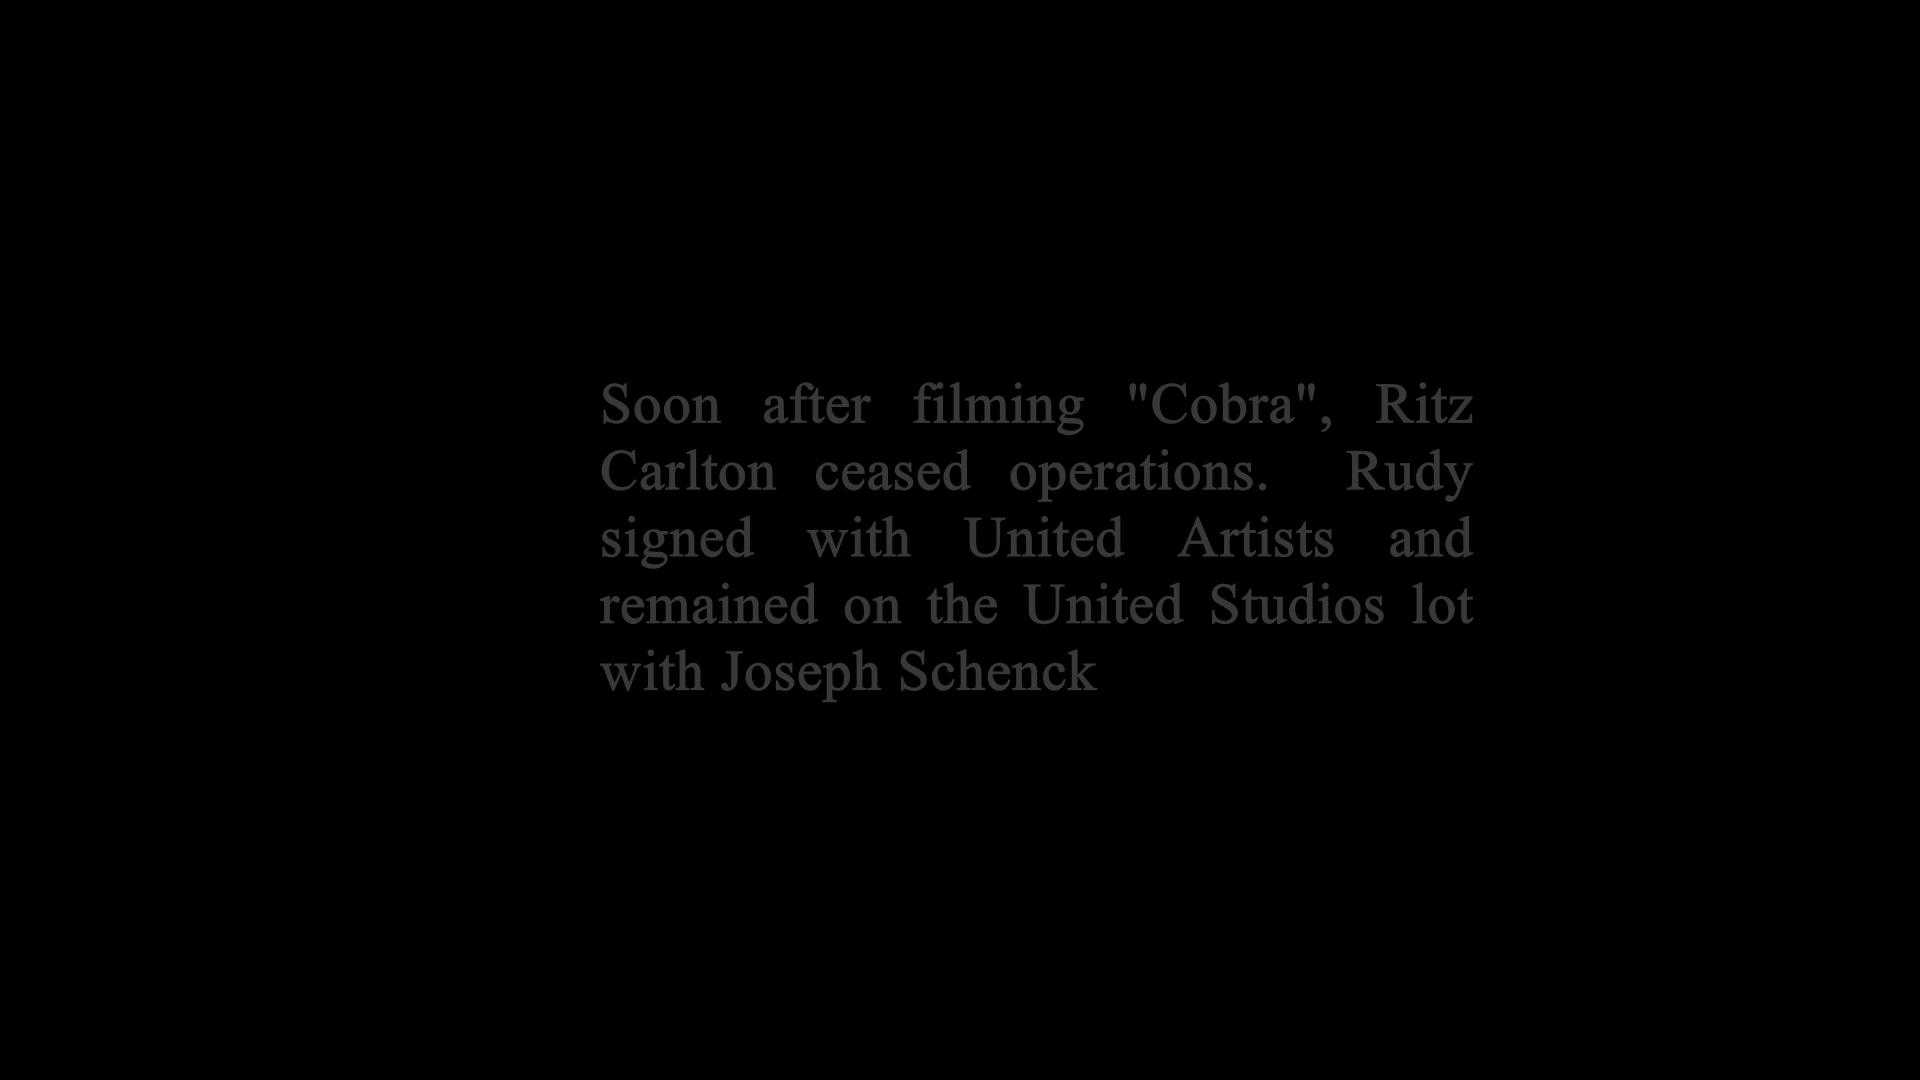 Soon after filming "Cobra", Ritz
Carlton ceased operations.  Rudy
signed with United Artists and
remained on the United Studios lot
with Joseph Schenck